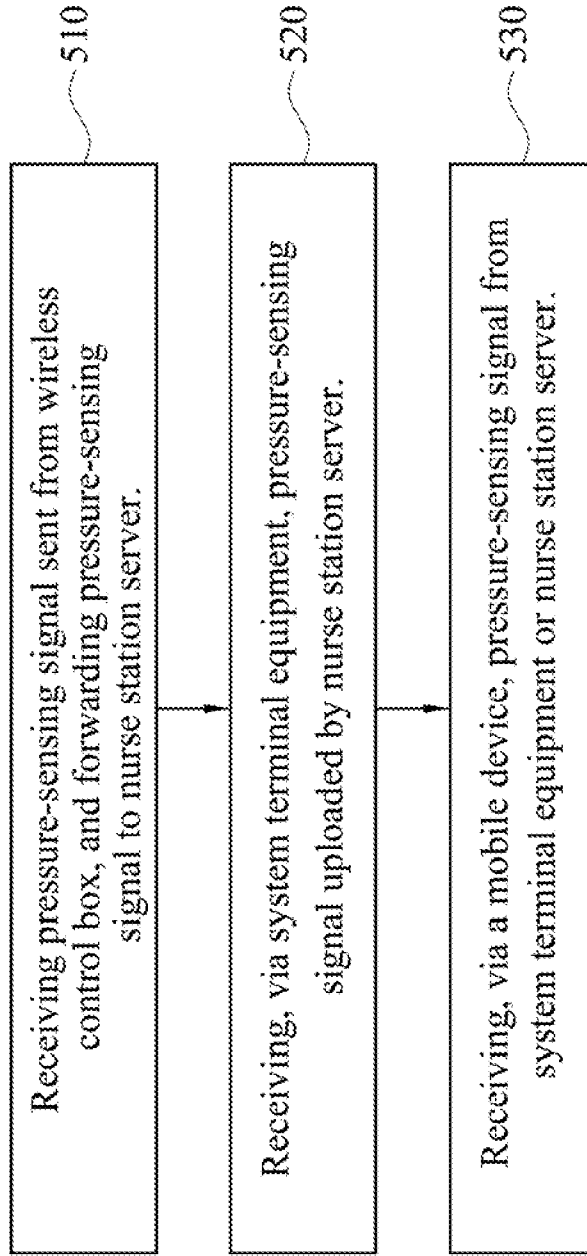 Receiving pressure-sensing signal sent from wireless
control box, and forwarding pressure-sensing
signal to nurse station server.
510
Receiving, via system terminal equipment, pressure-sensing
signal uploaded by nurse station server.
520
Receiving, via a mobile device, pressure-sensing signal from
system terminal equipment or nurse station server.
530